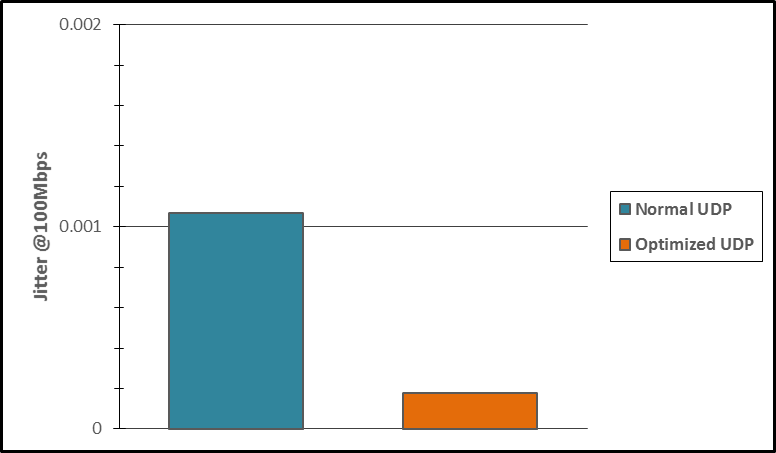 0.002
0.001
0
Jitter @100Mbps
Normal UDP
Optimized UDP